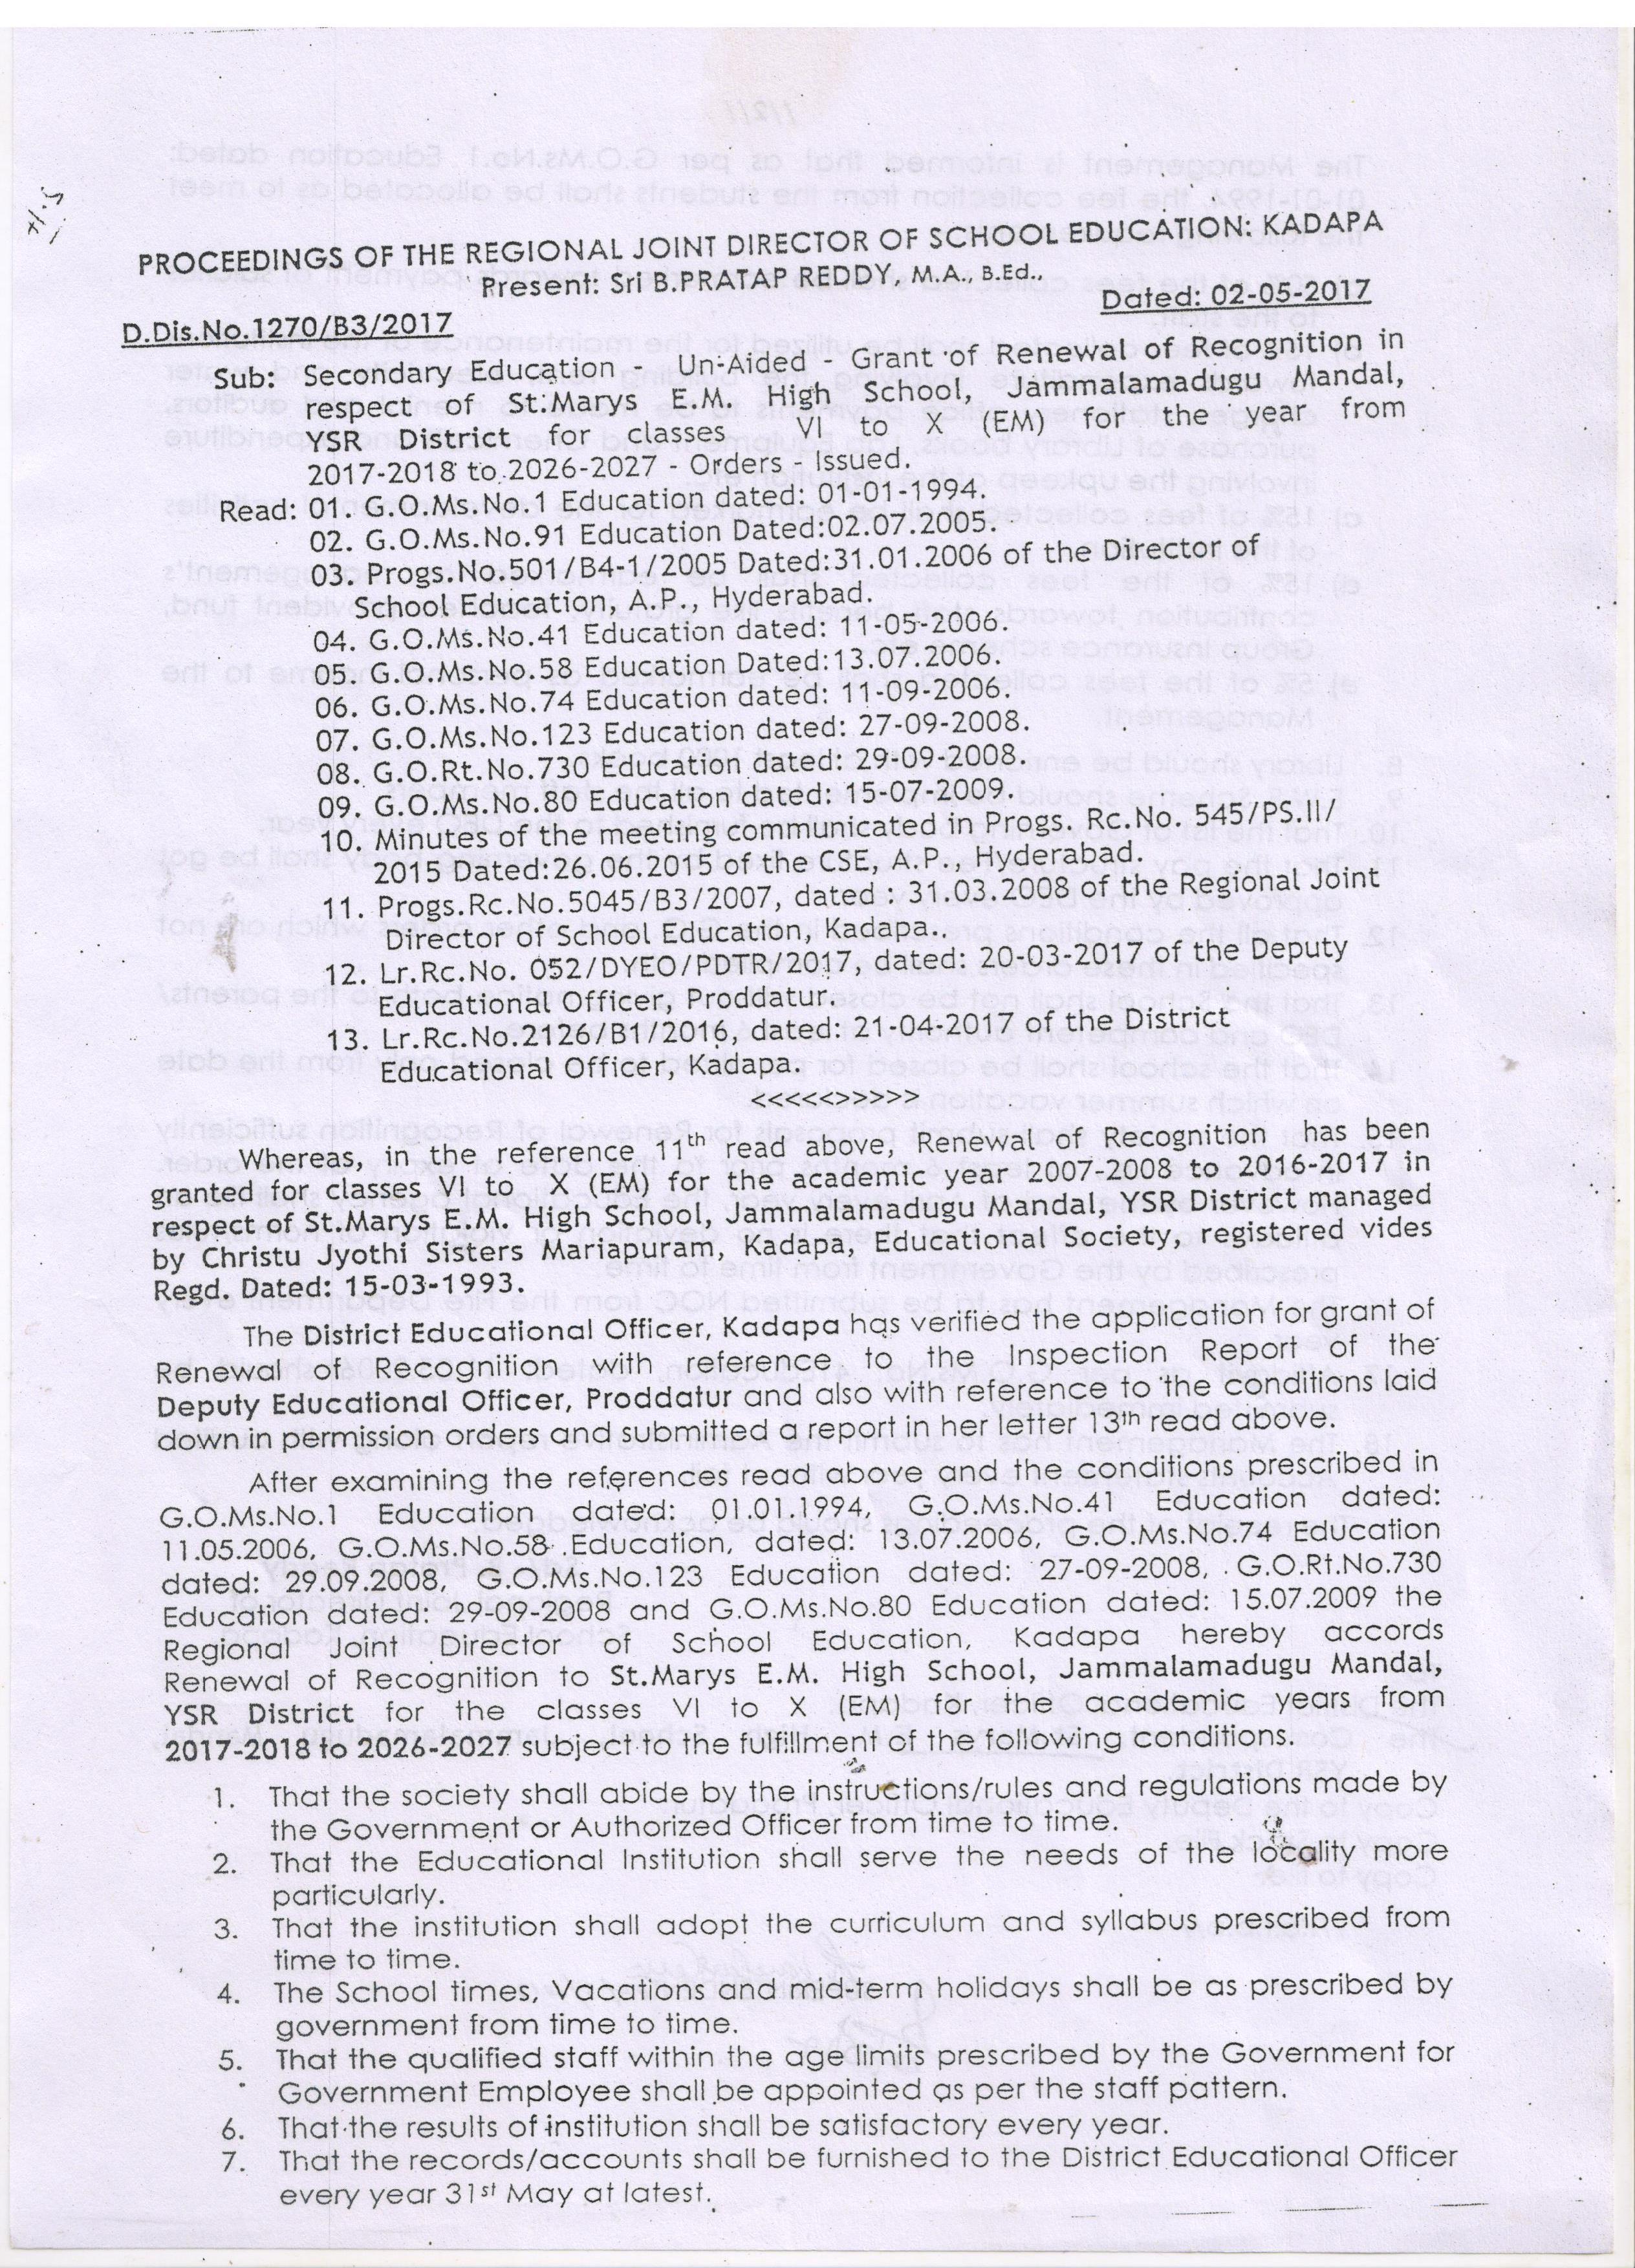 PROCEEDINGS OF THE REGIONAL JOINT DIRECTOR OF SCHOOL EDUCATION: KADAPA
Present: Sri B.PRATAP REDDY, M.A., B.Ed.,
D.Dis.No.1270/B3/2017 Dated: 02-05-2017
Sub: Secondary Education - Un-Aided - Grant of Renewal of Recognition in
respect of St.Marys E.M. High School, Jammalamadugu Mandal,
YSR District for classes VI to X (EM) for the year from
2017-2018 to 2026-2027 - Orders - Issued.
Read: 01. G.O.Ms.No.1 Education dated: 01-01-1994.
02. G.O.Ms.No.91 Education Dated:02.07.2005.
03. Progs.No.501/B4-1/2005 Dated:31.01.2006 of the Director of
School Education, A.P., Hyderabad.
04. G.O.Ms.No.41 Education dated: 11-05-2006.
05. G.O.Ms.No.58 Education Dated:13.07.2006.
06. G.O.Ms.No.74 Education dated: 11-09-2006.
07. G.O.Ms.No.123 Education dated: 27-09-2008.
08. G.O.Rt.No.730 Education dated: 29-09-2008.
09. G.O.Ms.No.80 Education dated: 15-07-2009.
10. Minutes of the meeting communicated in Progs. Rc.No. 545/PS.II/
2015 Dated:26.06.2015 of the CSE, A.P., Hyderabad.
11. Progs.Rc.No.5045/B3/2007, dated : 31.03.2008 of the Regional Joint
Director of School Education, Kadapa..
12. Lr.Rc.No. 052/DYEO/PDTR/2017, dated: 20-03-2017 of the Deputy
Educational Officer, Proddatur.
13. Lr.Rc.No.2126/B1/2016, dated: 21-04-2017 of the District
Educational Officer, Kadapa.
<<<<<>>>>>
Whereas, in the reference 11th read above, Renewal of Recognition has been
granted for classes VI to X (EM) for the academic year 2007-2008 to 2016-2017 in
respect of St.Marys E.M. High School, Jammalamadugu Mandal, YSR District managed
by Christu Jyothi Sisters Mariapuram, Kadapa, Educational Society, registered vides
Regd. Dated: 15-03-1993.
The District Educational Officer, Kadapa has verified the application for grant of
Renewal of Recognition with reference to the Inspection Report of the
Deputy Educational Officer, Proddatur and also with reference to the conditions laid
down in permission orders and submitted a report in her letter 13th read above.
After examining the references read above and the conditions prescribed in
G.O.Ms.No.1 Education dated: 01.01.1994, G.O.Ms.No.41 Education dated:
11.05.2006, G.O.Ms.No.58 Education, dated: 13.07.2006, G.O.Ms.No.74 Education
dated: 29.09.2008, G.O.Ms.No.123 Education dated: 27-09-2008, G.O.Rt.No.730
Education dated: 29-09-2008 and G.O.Ms.No.80 Education dated: 15.07.2009 the
Regional Joint Director of School Education, Kadapa hereby accords
Renewal of Recognition to St.Marys E.M. High School, Jammalamadugu Mandal,
YSR District for the classes VI to X (EM) for the academic years from
2017-2018 to 2026-2027 subject to the fulfillment of the following conditions.
1. That the society shall abide by the instructions/rules and regulations made by
the Government or Authorized Officer from time to time.
2. That the Educational Institution shall serve the needs of the locality more
particularly.
3. That the institution shall adopt the curriculum and syllabus prescribed from
time to time.
4. The School times, Vacations and mid-term holidays shall be as prescribed by
government from time to time.
5. That the qualified staff within the age limits prescribed by the Government for
Government Employee shall be appointed as per the staff pattern.
6. That the results of institution shall be satisfactory every year.
7. That the records/accounts shall be furnished to the District Educational Officer
every year 31st May at latest.